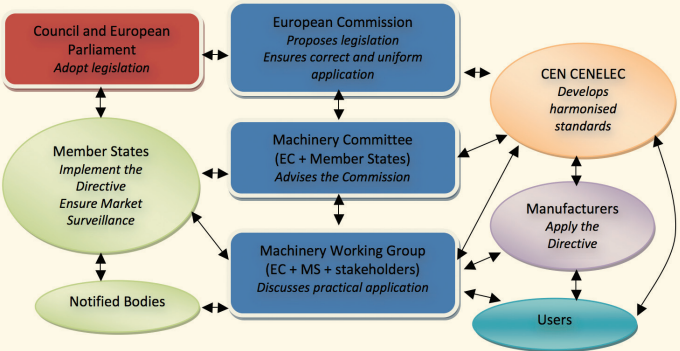 Council and European
Parliament
Adopt legislation
European Commission
Proposes legislation
Ensures correct and uniform
application
CEN CENELEC
Develops
harmonised
standards
Member States
Implement the
Directive
Ensure Market
Surveillance
Machinery Committee
(EC + Member States)
Advises the Commission
Manufacturers
Apply the
Directive
Machinery Working Group
(EC + MS + stakeholders)
Discusses practical application
Notified Bodies
Users